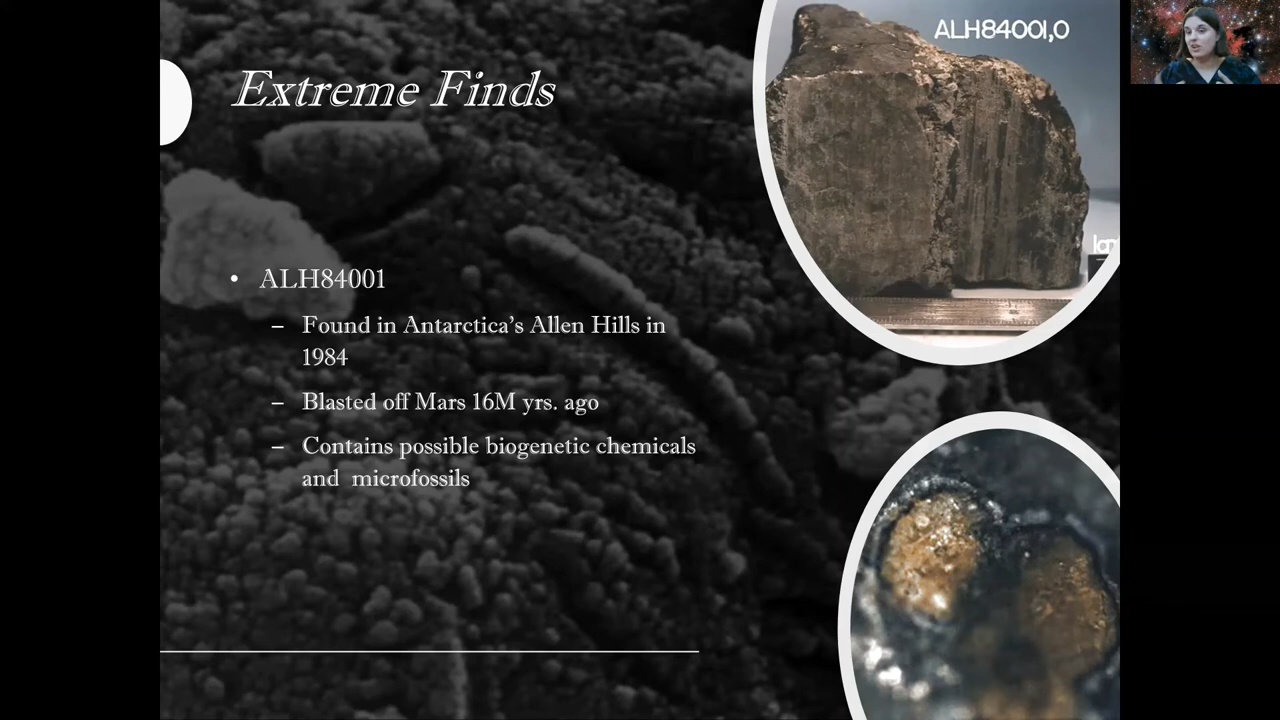 Extreme Finds
• ALH84001
– Found in Antarctica’s Allen Hills in
1984
– Blasted off Mars 16M yrs. ago
– Contains possible biogenetic chemicals
and microfossils
ALH84001,0